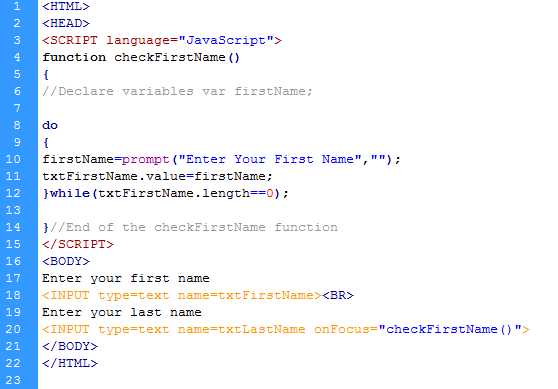 1 <HTML>
2 <HEAD>
3 <SCRIPT language="JavaScript">
4 function checkFirstName()
5 {
6 //Declare variables var firstName;
7
8 do
9 {
10 firstName=prompt("Enter Your First Name","");
11 txtFirstName.value=firstName;
12 }while(txtFirstName.length==0);
13
14 }//End of the checkFirstName function
15 </SCRIPT>
16 <BODY>
17 Enter your first name
18 <INPUT type=text name=txtFirstName><BR>
19 Enter your last name
20 <INPUT type=text name=txtLastName onFocus="checkFirstName()">
21 </BODY>
22 </HTML>
23